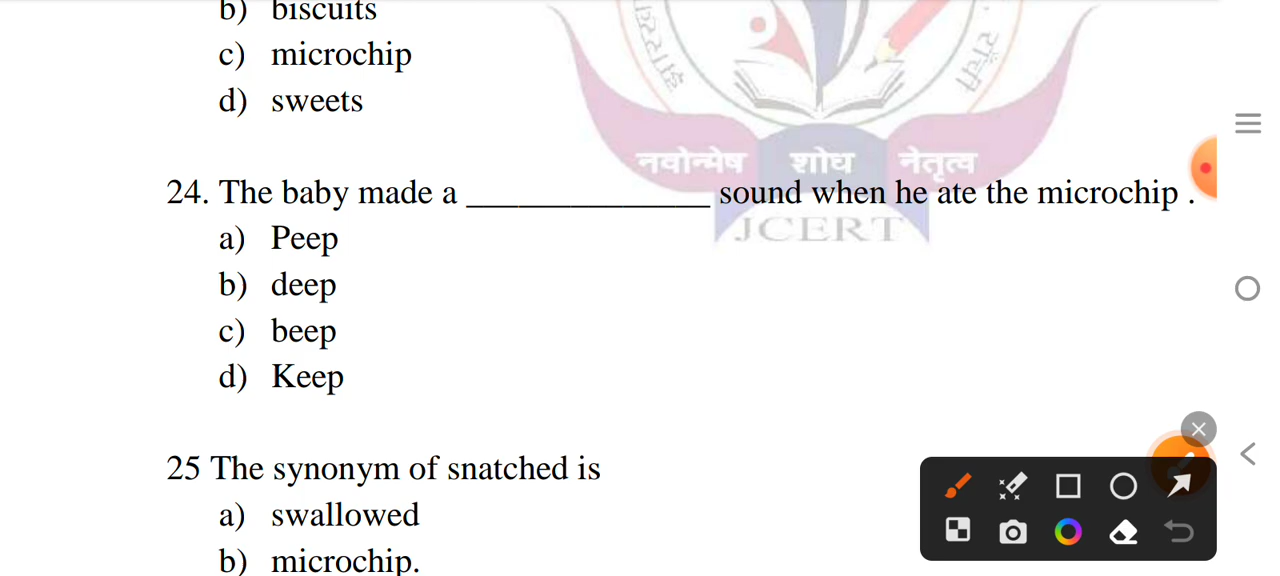 b) biscuits
c) microchip
d) sweets
नवोन्मेष शोध नेतृत्व
24. The baby made a ______________ sound when he ate the microchip .
JCERT
a) Peep
b) deep
c) beep
d) Keep
25 The synonym of snatched is
a) swallowed
b) microchip.